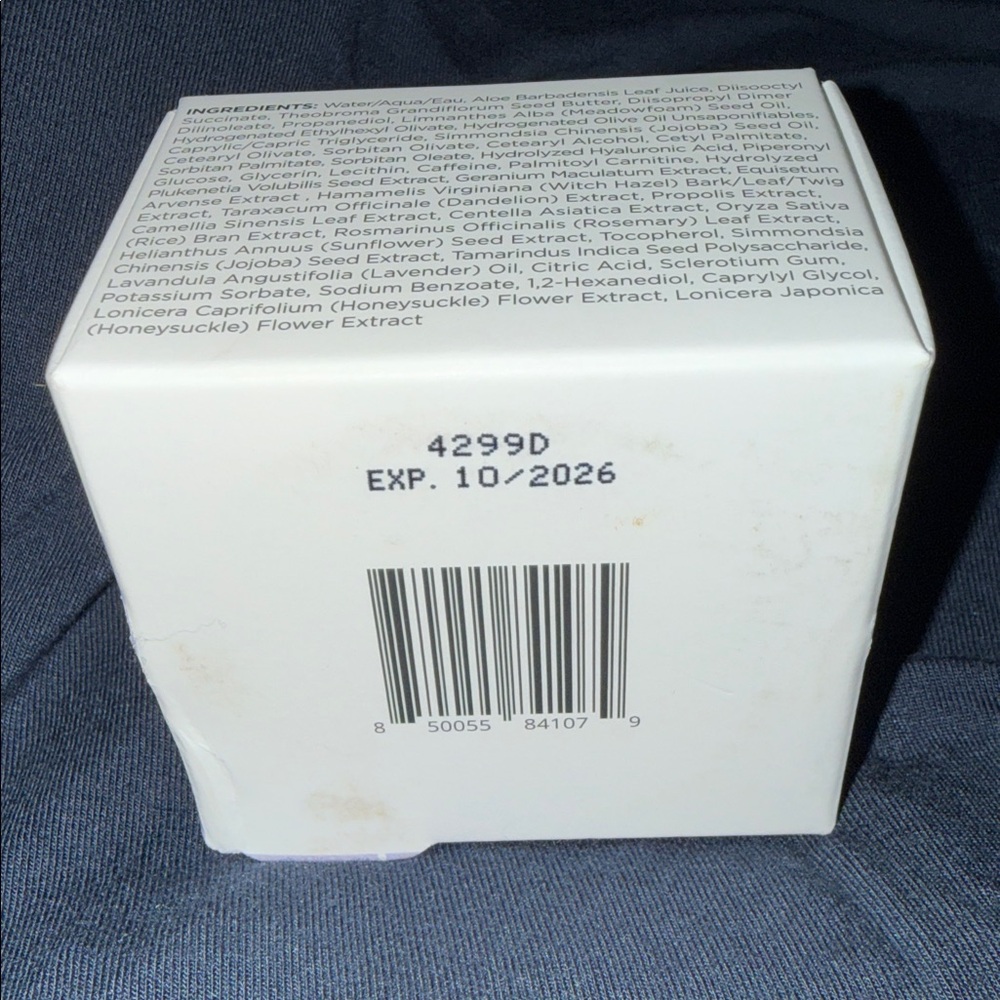 INGREDIENTS: Water/Aqua/Eau, Aloe Barbadensis Leaf Juice, Diisooctyl
Succinate, Theobroma Grandiflorum Seed Butter, Diisopropyl Dimer
Dilinoleate, Propanediol, Limnanthes Alba (Meadowfoam) Seed Oil,
Hydrogenated Ethylhexyl Olivate, Hydrogenated Olive Oil Unsaponifiables,
Caprylic/Capric Triglyceride, Simmondsia Chinensis (Jojoba) Seed Oil,
Cetearyl Olivate, Sorbitan Olivate, Cetearyl Alcohol, Cetyl Palmitate,
Sorbitan Palmitate, Sorbitan Oleate, Hydrolyzed Hyaluronic Acid, Piperonyl
Glucose, Glycerin, Lecithin, Caffeine, Palmitoyl Carnitine, Hydrolyzed
Plukenetia Volubilis Seed Extract, Geranium Maculatum Extract, Equisetum
Arvense Extract , Hamamelis Virginiana (Witch Hazel) Bark/Leaf/Twig
Extract, Taraxacum Officinale (Dandelion) Extract, Propolis Extract,
Camellia Sinensis Leaf Extract, Centella Asiatica Extract, Oryza Sativa
(Rice) Bran Extract, Rosmarinus Officinalis (Rosemary) Leaf Extract,
Helianthus Annuus (Sunflower) Seed Extract, Tocopherol, Simmondsia
Chinensis (Jojoba) Seed Extract, Tamarindus Indica Seed Polysaccharide,
Lavandula Angustifolia (Lavender) Oil, Citric Acid, Sclerotium Gum,
Potassium Sorbate, Sodium Benzoate, 1,2-Hexanediol, Caprylyl Glycol,
Lonicera Caprifolium (Honeysuckle) Flower Extract, Lonicera Japonica
(Honeysuckle) Flower Extract
4299D
EXP. 10/2026
8 50055 84107 9